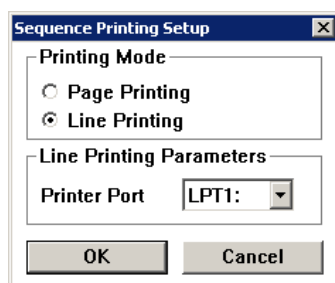 Sequence Printing Setup
Printing Mode
Page Printing
Line Printing
Line Printing Parameters
Printer Port LPT1:
OK Cancel